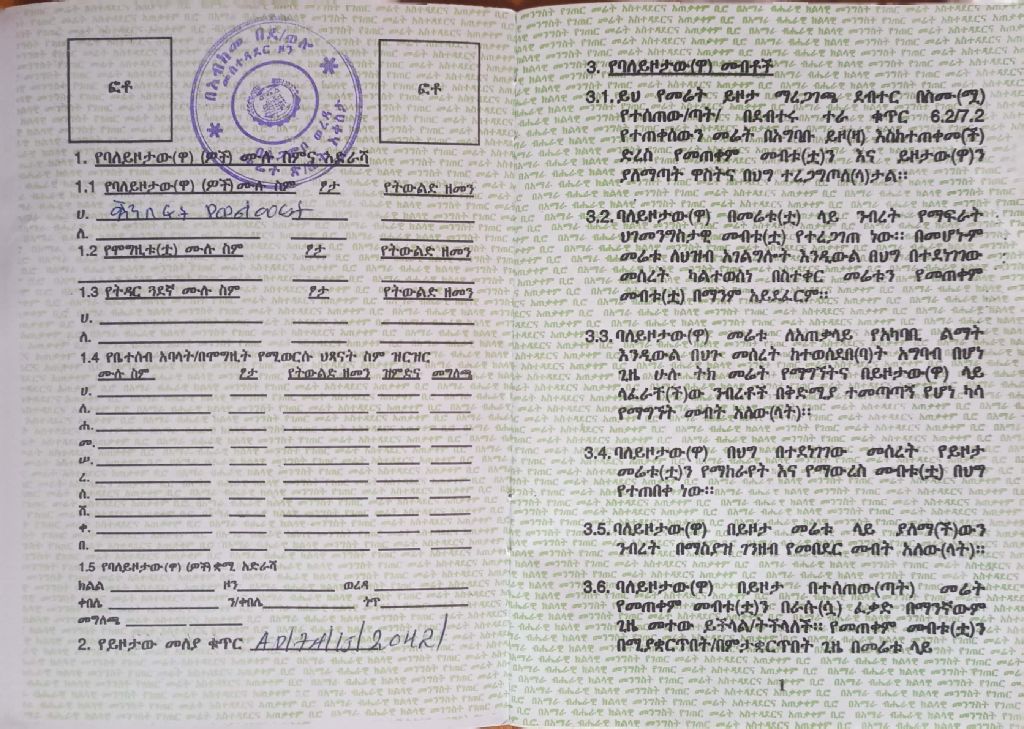 ፎቶ
ፎቶ
1. የባለይዞታው(ዋ) (ዎች) ሙሉ ስምና አድራሻ
1.1 የባለይዞታው(ዋ) (ዎች) ሙሉ ስም ፆታ የትውልድ ዘመን
ሀ.
ለ.
1.2 የሞግዚቱ(ቷ) ሙሉ ስም ፆታ የትውልድ ዘመን
1.3 የትዳር ጓደኛ ሙሉ ስም ፆታ የትውልድ ዘመን
ሀ.
ለ.
1.4 የቤተሰብ አባላት/በሞግዚት የሚወርሱ ህጻናት ስም ዝርዝር
ሙሉ ስም ፆታ የትውልድ ዘመን ዝምድና መግለጫ
ሀ.
ለ.
ሐ.
መ.
ሠ.
ረ.
ሰ.
ሸ.
ቀ.
በ.
1.5 የባለይዞታው(ዋ) (ዎች) ቋሚ አድራሻ
ክልል ዞን ወረዳ
ቀበሌ ን/ቀበሌ ጎጥ
መግለጫ
2. የይዞታው መለያ ቁጥር
3. የባለይዞታው(ዋ) መብቶች
3.1. ይህ የመሬት ይዞታ ማረጋገጫ ደብተር በስሙ(ሟ)
የተሰጠው/ጣት/ በደብተሩ ተራ ቁጥር 6.2/7.2
የተጠቀሰውን መሬት በአግባቡ ይዞ(ዛ) እስከተጠቀመ(ች)
ድረስ የመጠቀም መብቱ(ቷ)ን እና ይዞታው(ዋ)ን
ያለማጣት ዋስትና በህግ ተረጋግጦለ(ላ)ታል።
3.2. ባለይዞታው(ዋ) በመሬቱ(ቷ) ላይ ንብረት የማፍራት
ህገመንግስታዊ መብቱ(ቷ) የተረጋገጠ ነው። በመሆኑም
መሬቱ ለህዝብ አገልግሎት እንዲውል በህግ በተደነገገው
መሰረት ካልተወሰነ በስተቀር መሬቱን የመጠቀም
መብቱ(ቷ) በማንም አይደፈርም።
3.3. ባለይዞታው(ዋ) መሬቱ ለአጠቃላይ የአካባቢ ልማት
እንዲውል በህጉ መሰረት ከተወሰደበ(ባ)ት አግባብ በሆነ
ጊዜ ሁሉ ትክ መሬት የማግኘትና በይዞታው(ዋ) ላይ
ላፈራቸ(ች)ው ንብረቶች በቅድሚያ ተመጣጣኝ የሆነ ካሳ
የማግኘት መብት አለው(ላት)።
3.4. ባለይዞታው(ዋ) በህግ በተደነገገው መሰረት የይዞታ
መሬቱ(ቷ)ን የማከራየት እና የማውረስ መብቱ(ቷ) በህግ
የተጠበቀ ነው።
3.5. ባለይዞታው(ዋ) በይዞታ መሬቱ ላይ ያለማ(ች)ውን
ንብረት በማስያዝ ገንዘብ የመበደር መብት አለው(ላት)።
3.6. ባለይዞታው(ዋ) በይዞታ በተሰጠው(ጣት) መሬት
የመጠቀም መብቱ(ቷ)ን በራሱ(ሷ) ፈቃድ በማንኛውም
ጊዜ መተው ይችላል/ትችላለች። የመጠቀም መብቱ(ቷ)ን
በሚያቋርጥበት/በምታቋርጥበት ጊዜ በመሬቱ ላይ
1